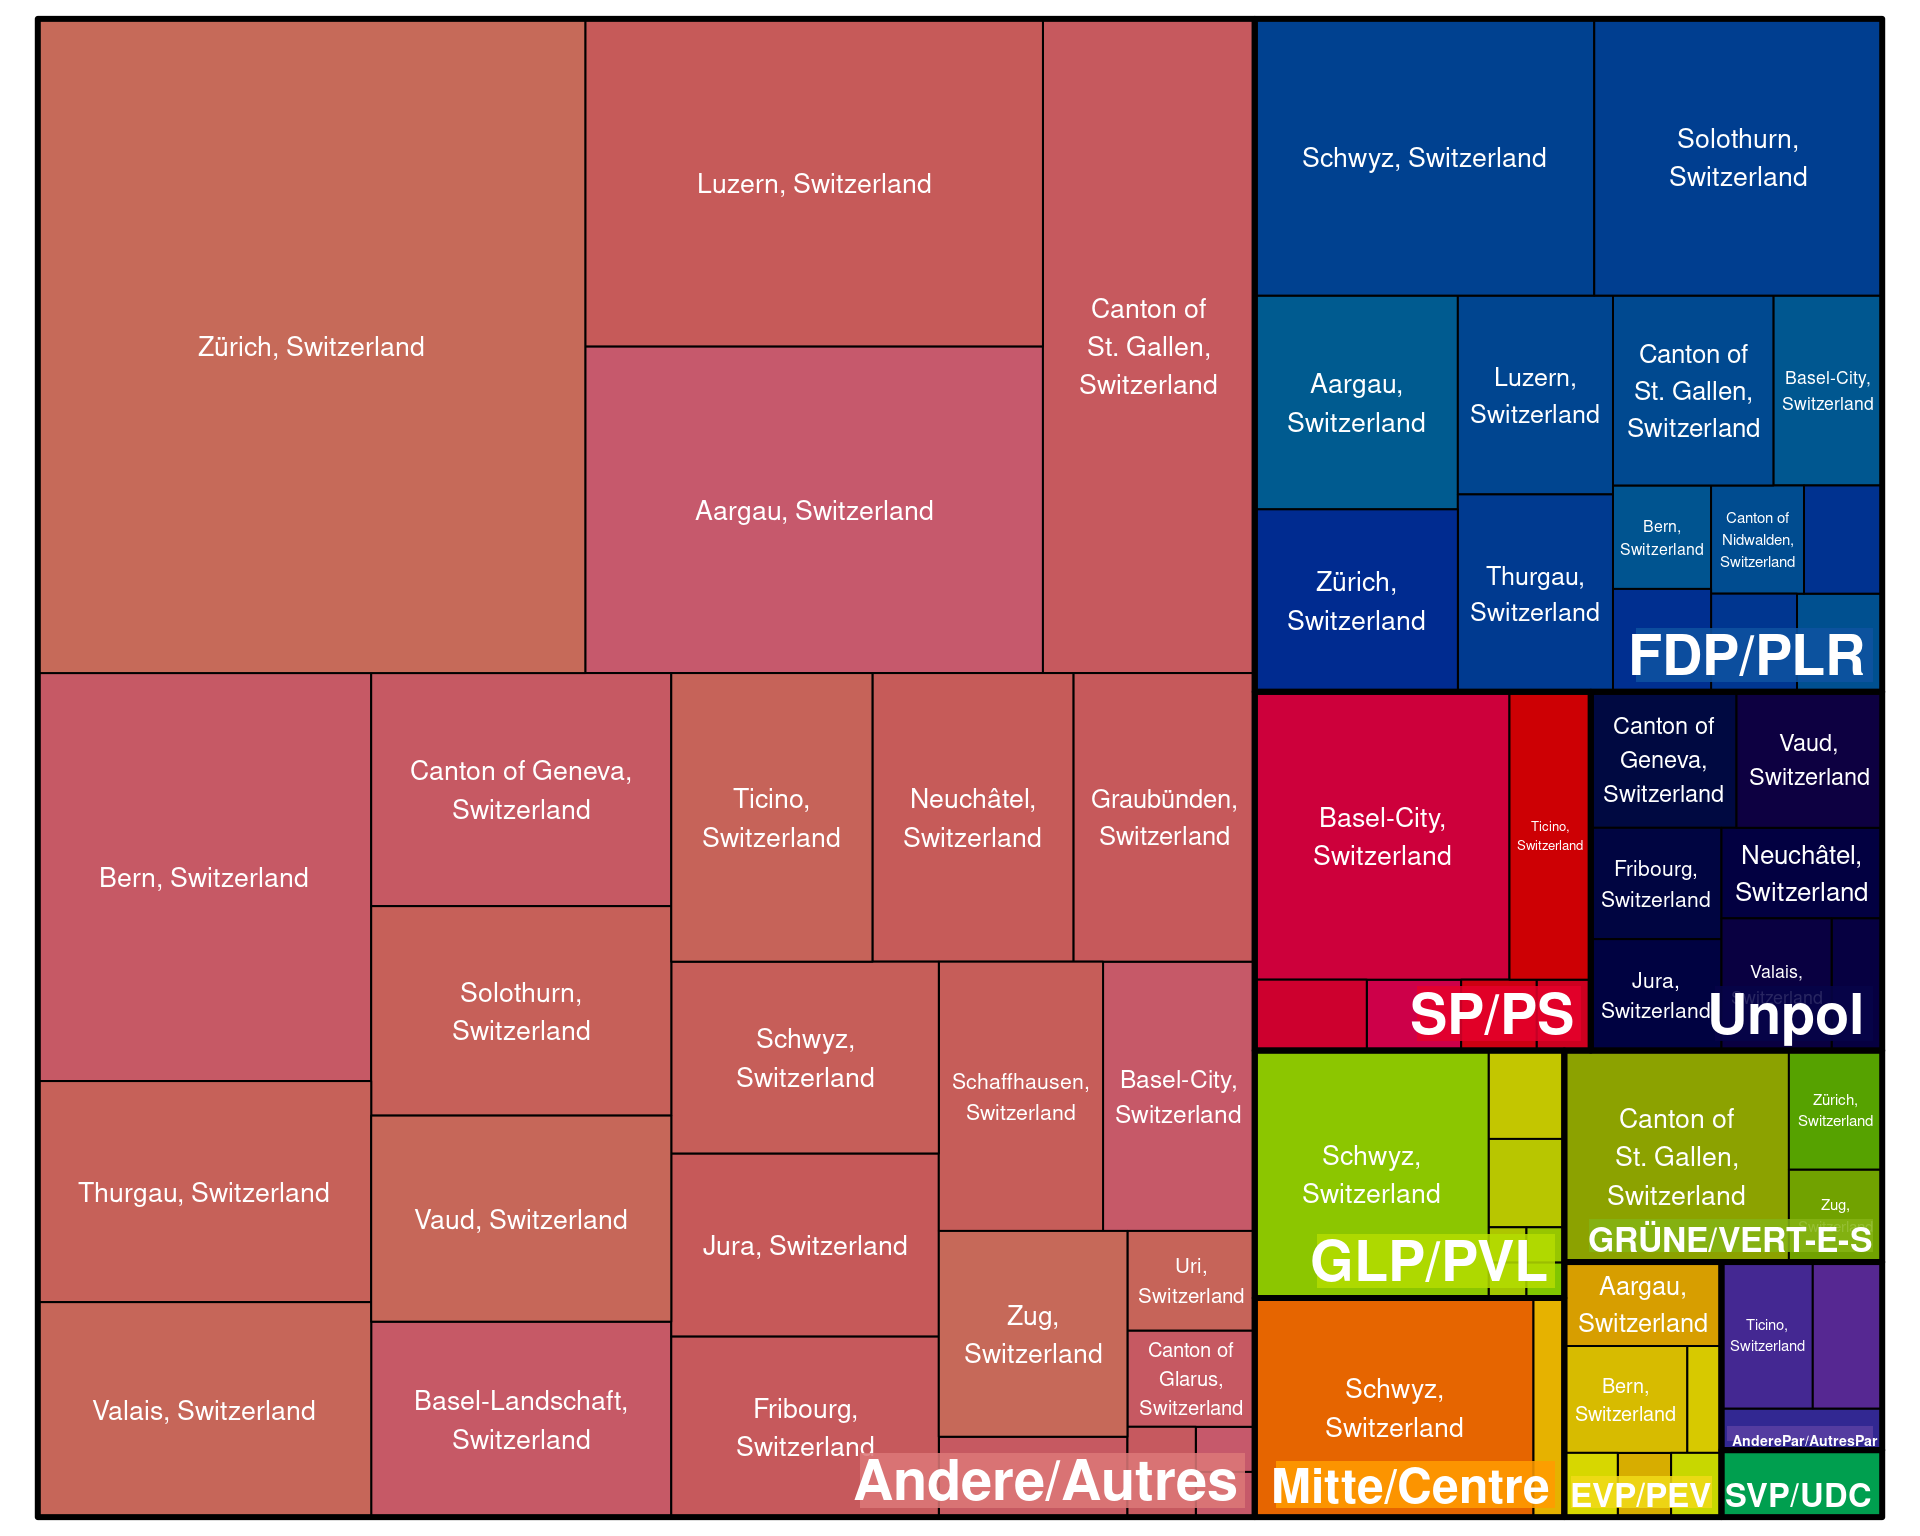 Zürich, Switzerland
Luzern, Switzerland
Aargau, Switzerland
Canton of
St. Gallen,
Switzerland
Bern, Switzerland
Thurgau, Switzerland
Valais, Switzerland
Canton of Geneva,
Switzerland
Solothurn,
Switzerland
Vaud, Switzerland
Basel-Landschaft,
Switzerland
Ticino,
Switzerland
Neuchâtel,
Switzerland
Graubünden,
Switzerland
Schwyz,
Switzerland
Jura, Switzerland
Fribourg,
Switzerland
Schaffhausen,
Switzerland
Basel-City,
Switzerland
Zug,
Switzerland
Uri,
Switzerland
Canton of
Glarus,
Switzerland
Andere/Autres
Schwyz, Switzerland
Solothurn,
Switzerland
Aargau,
Switzerland
Zürich,
Switzerland
Luzern,
Switzerland
Thurgau,
Switzerland
Canton of
St. Gallen,
Switzerland
Basel-City,
Switzerland
Bern,
Switzerland
Canton of
Nidwalden,
Switzerland
FDP/PLR
Basel-City,
Switzerland
Ticino,
Switzerland
SP/PS
Canton of
Geneva,
Switzerland
Vaud,
Switzerland
Fribourg,
Switzerland
Neuchâtel,
Switzerland
Jura,
Switzerland
Valais,
Switzerland
Unpol
Schwyz,
Switzerland
GLP/PVL
Canton of
St. Gallen,
Switzerland
Zürich,
Switzerland
Zug,
Switzerland
GRÜNE/VERT-E-S
Schwyz,
Switzerland
Mitte/Centre
Aargau,
Switzerland
Bern,
Switzerland
EVP/PEV
Ticino,
Switzerland
AnderePar/AutresPar
SVP/UDC